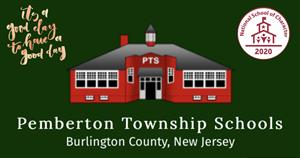 it's a
good day
to have a
good day
National School of Character
2020
PTS
Pemberton Township Schools
Burlington County, New Jersey